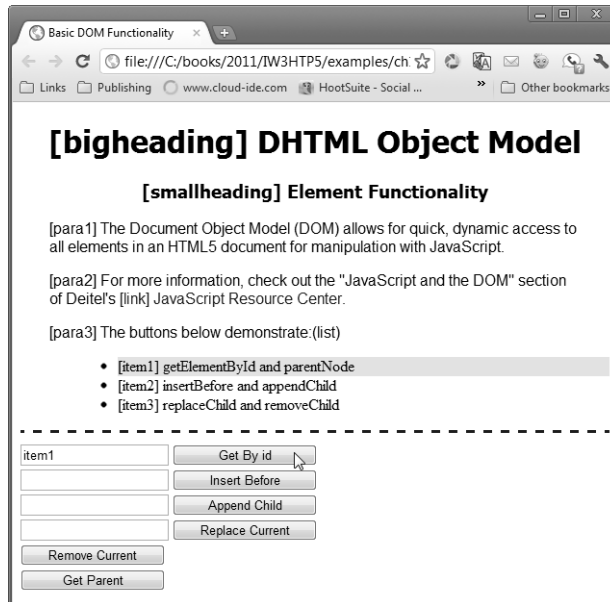 Basic DOM Functionality
file:///C:/books/2011/IW3HTP5/examples/ch
Links Publishing www.cloud-ide.com HootSuite - Social ... » Other bookmarks
[bigheading] DHTML Object Model
[smallheading] Element Functionality
[para1] The Document Object Model (DOM) allows for quick, dynamic access to
all elements in an HTML5 document for manipulation with JavaScript.
[para2] For more information, check out the "JavaScript and the DOM" section
of Deitel's [link] JavaScript Resource Center.
[para3] The buttons below demonstrate:(list)
• [item1] getElementById and parentNode
• [item2] insertBefore and appendChild
• [item3] replaceChild and removeChild
item1 Get By id
Insert Before
Append Child
Replace Current
Remove Current
Get Parent